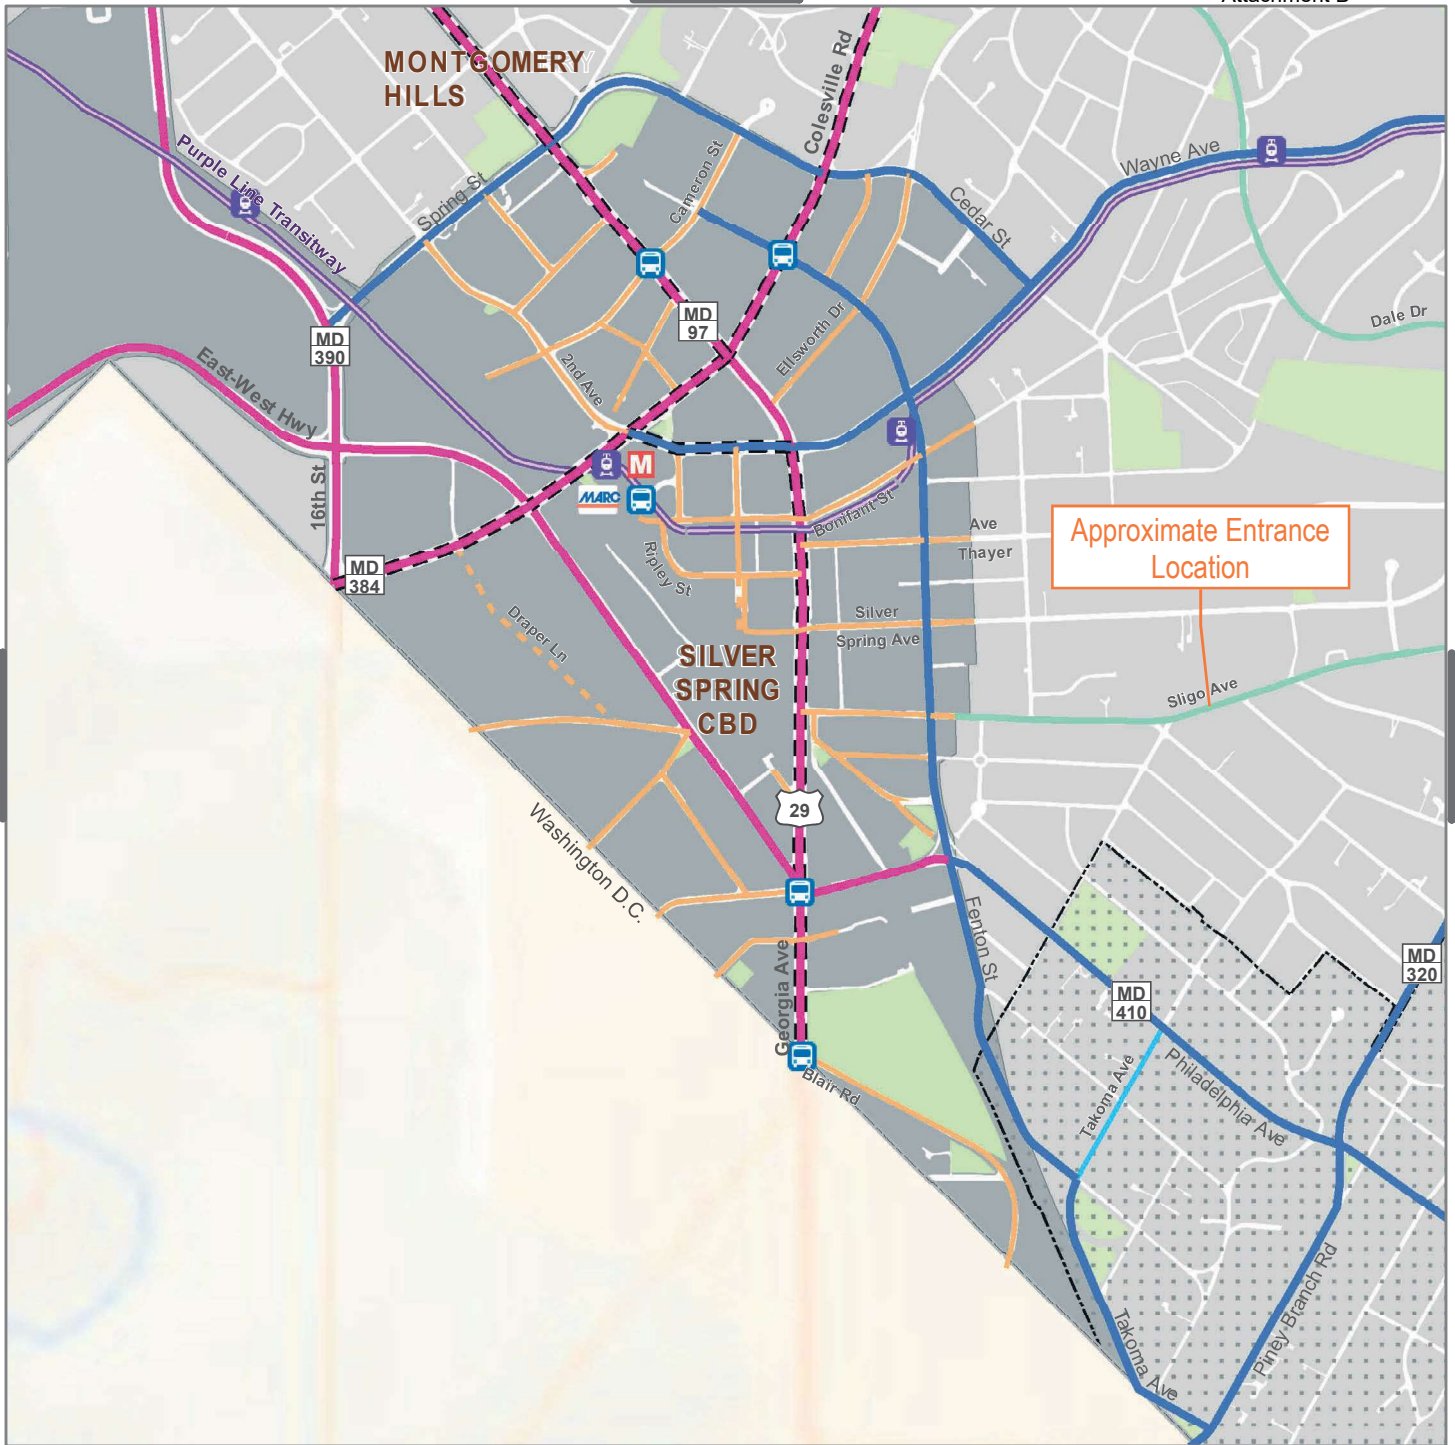 Attachment B
MONTGOMERY
HILLS
Colesville Rd
Purple Line Transitway
Spring St
Cameron St
Wayne Ave
Cedar St
MD
97
MD
390
Dale Dr
Ellsworth Dr
East-West Hwy
2nd Ave
M
MARC
16th St
Bonifant St
Ave
Thayer
Approximate Entrance
Location
Ripley St
MD
384
Draper Ln
Silver
Spring Ave
SILVER
SPRING
CBD
Sligo Ave
29
Washington D.C.
Fenton St
Georgia Ave
MD
320
MD
410
Blair Rd
Takoma Ave
Philadelphia Ave
Piney Branch Rd
Takoma Ave